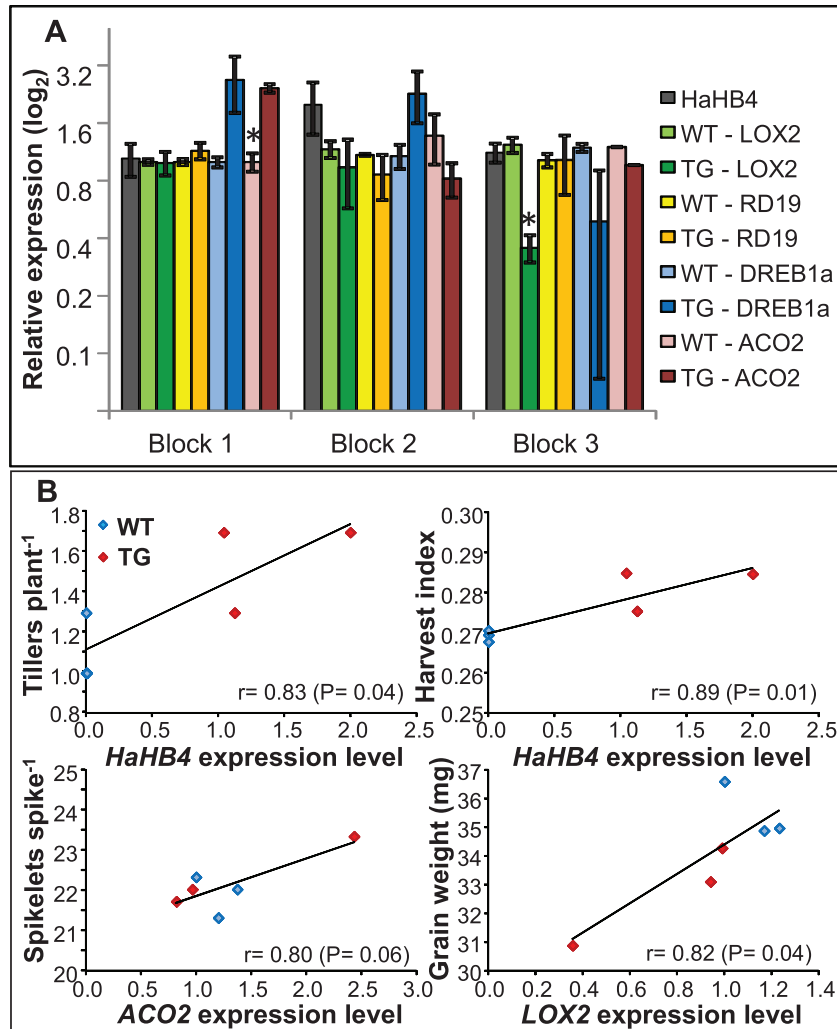 A
Relative expression (log₂)
3.2
1.6
0.8
0.4
0.2
0.1
*
*
Block 1
Block 2
Block 3
HaHB4
WT - LOX2
TG - LOX2
WT - RD19
TG - RD19
WT - DREB1a
TG - DREB1a
WT - ACO2
TG - ACO2
B
Tillers plant⁻¹
1.8
1.6
1.4
1.2
1.0
0.8
WT
TG
r= 0.83 (P= 0.04)
0.0 0.5 1.0 1.5 2.0 2.5
HaHB4 expression level
Harvest index
0.30
0.29
0.28
0.27
0.26
0.25
r= 0.89 (P= 0.01)
0.0 0.5 1.0 1.5 2.0 2.5
HaHB4 expression level
Spikelets spike⁻¹
25
24
23
22
21
20
r= 0.80 (P= 0.06)
0.0 0.5 1.0 1.5 2.0 2.5 3.0
ACO2 expression level
Grain weight (mg)
37
36
35
34
33
32
31
30
r= 0.82 (P= 0.04)
0.0 0.2 0.4 0.6 0.8 1.0 1.2 1.4
LOX2 expression level